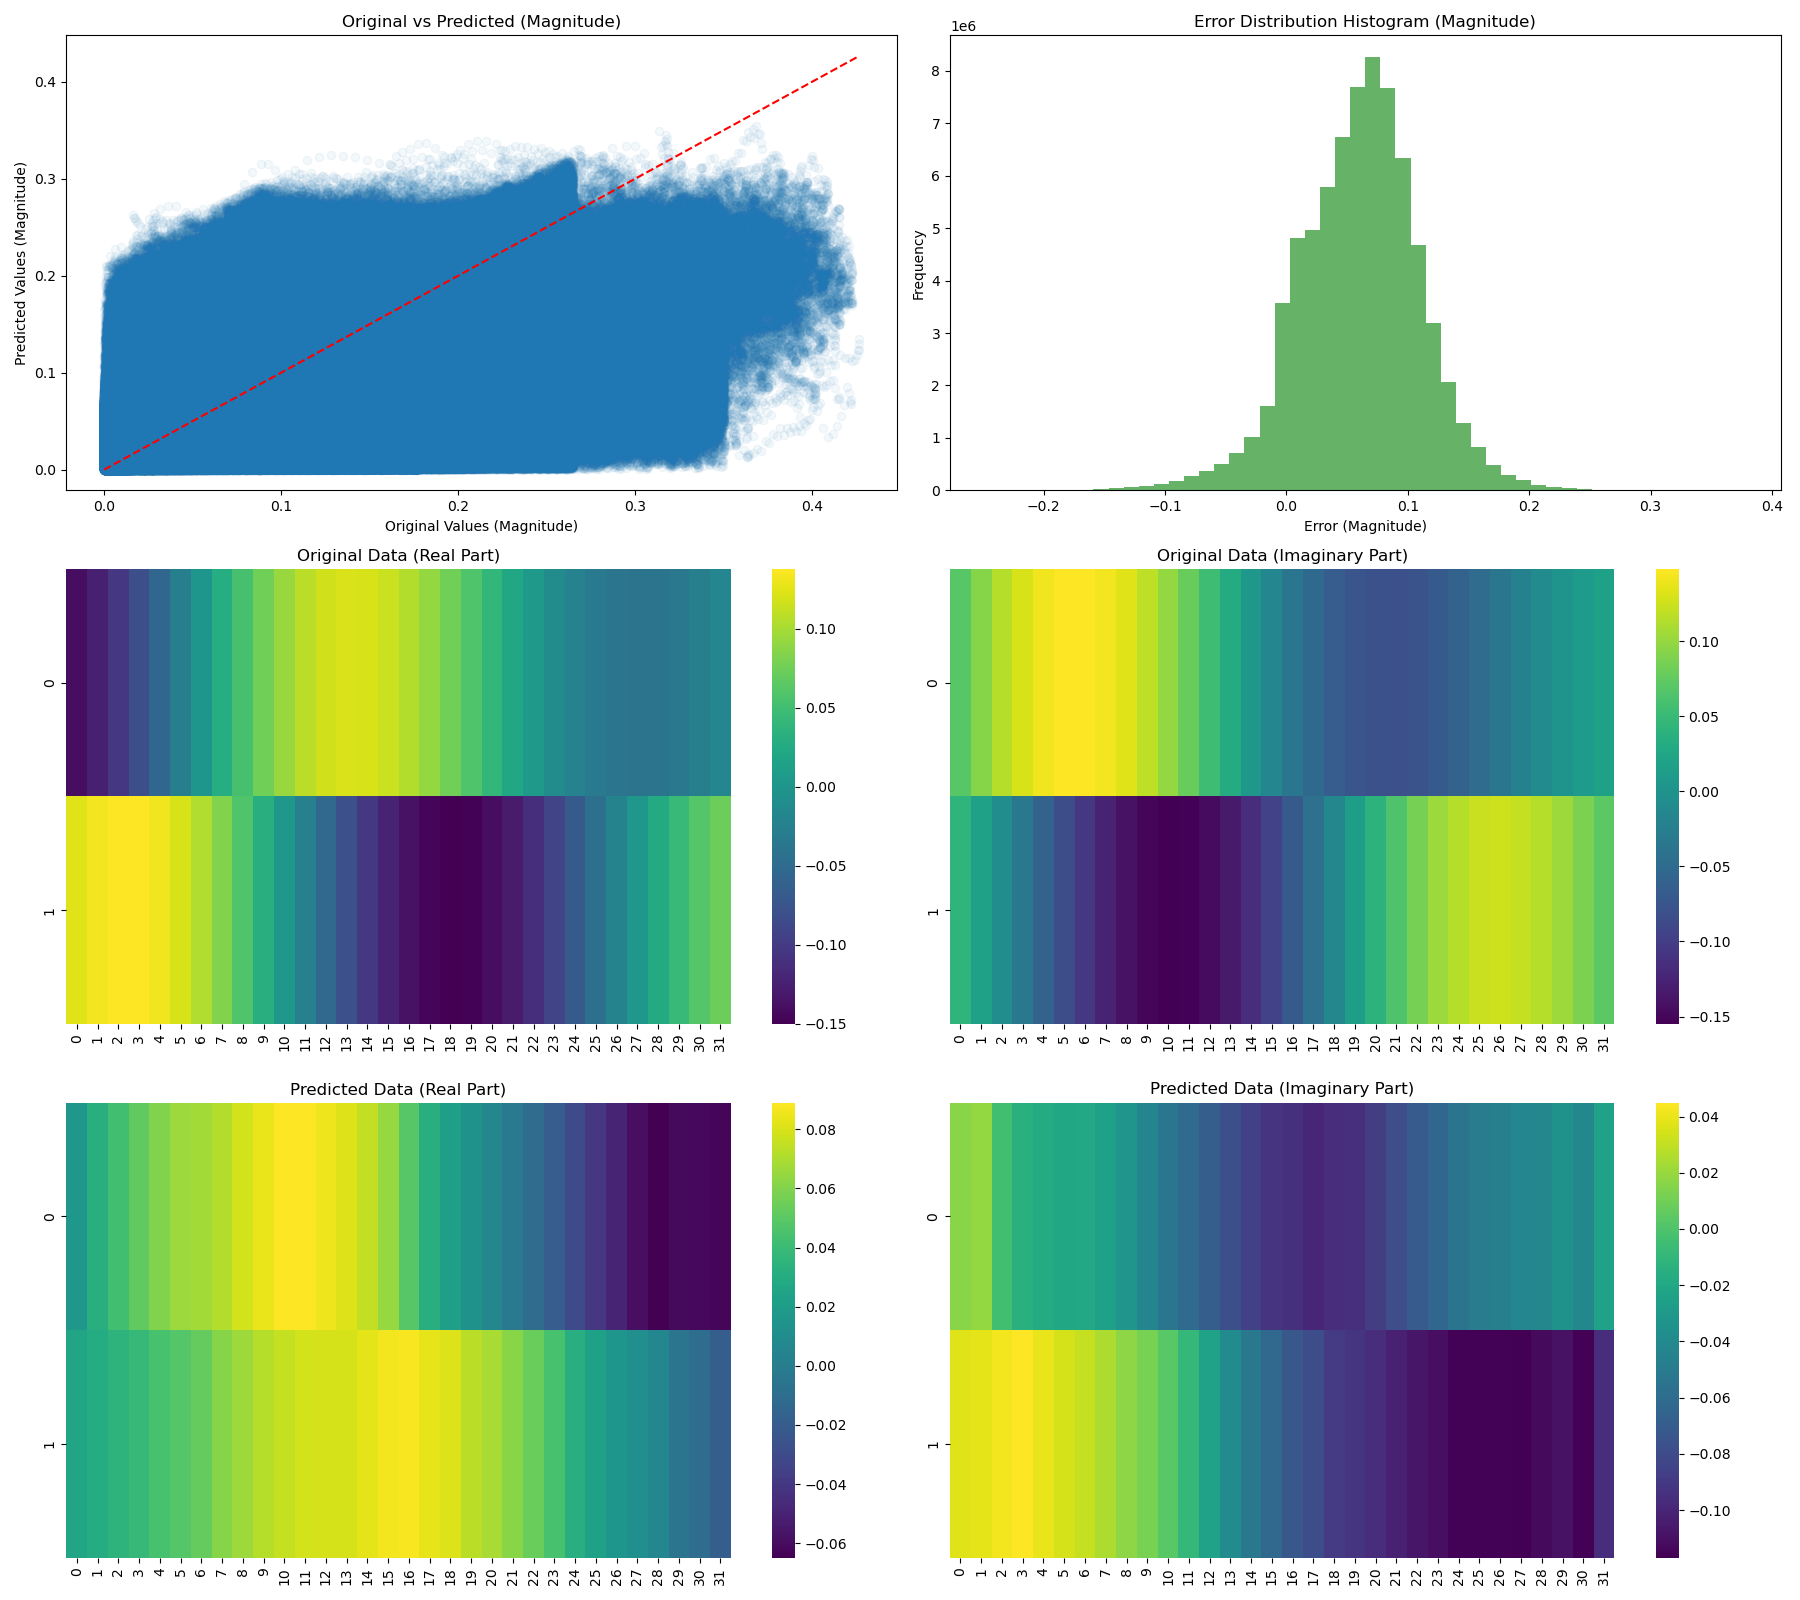 Original vs Predicted (Magnitude)
0.4
0.3
0.2
0.1
0.0
Predicted Values (Magnitude)
0.0 0.1 0.2 0.3 0.4
Original Values (Magnitude)
Error Distribution Histogram (Magnitude)
1e6
8
7
6
5
4
3
2
1
0
Frequency
−0.2 −0.1 0.0 0.1 0.2 0.3 0.4
Error (Magnitude)
Original Data (Real Part)
0
1
0 1 2 3 4 5 6 7 8 9 10 11 12 13 14 15 16 17 18 19 20 21 22 23 24 25 26 27 28 29 30 31
0.10
0.05
0.00
−0.05
−0.10
−0.15
Original Data (Imaginary Part)
0
1
0 1 2 3 4 5 6 7 8 9 10 11 12 13 14 15 16 17 18 19 20 21 22 23 24 25 26 27 28 29 30 31
0.10
0.05
0.00
−0.05
−0.10
−0.15
Predicted Data (Real Part)
0
1
0 1 2 3 4 5 6 7 8 9 10 11 12 13 14 15 16 17 18 19 20 21 22 23 24 25 26 27 28 29 30 31
0.08
0.06
0.04
0.02
0.00
−0.02
−0.04
−0.06
Predicted Data (Imaginary Part)
0
1
0 1 2 3 4 5 6 7 8 9 10 11 12 13 14 15 16 17 18 19 20 21 22 23 24 25 26 27 28 29 30 31
0.04
0.02
0.00
−0.02
−0.04
−0.06
−0.08
−0.10